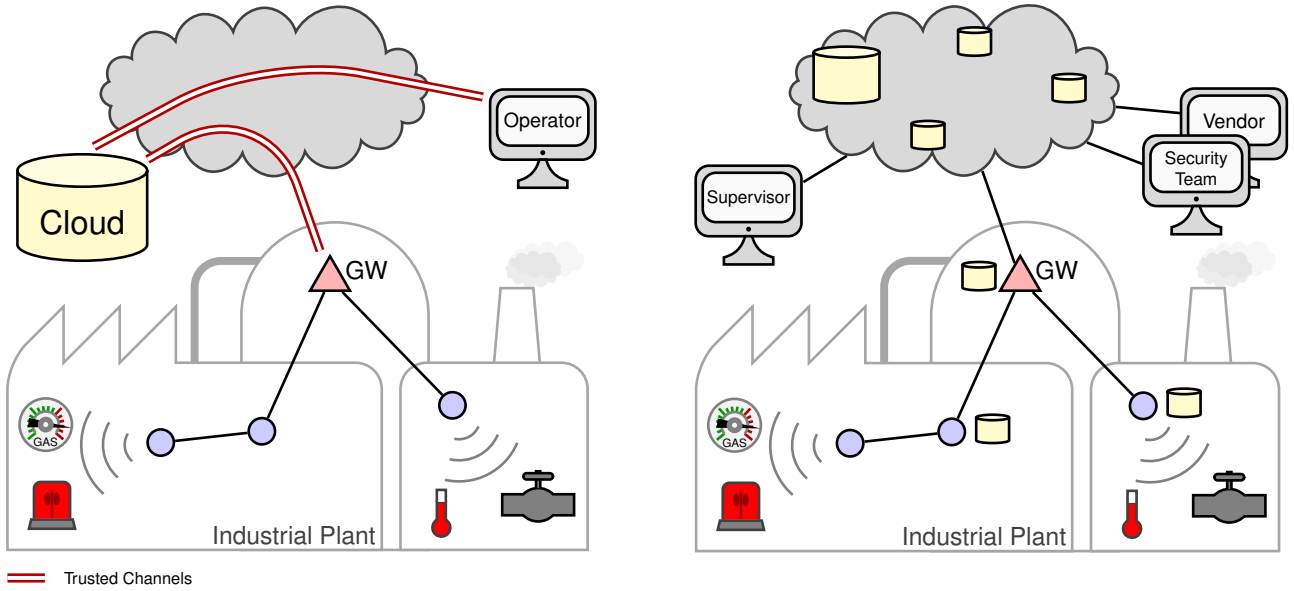 Operator
Cloud
GW
GAS
Industrial Plant
Trusted Channels
Vendor
Security
Team
Supervisor
GW
GAS
Industrial Plant